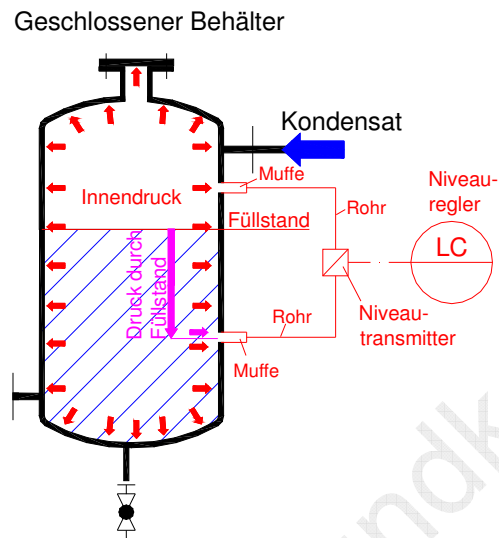 Geschlossener Behälter
Kondensat
Muffe
Niveau-
regler
Innendruck
Rohr
Füllstand
LC
Druck durch
Füllstand
Rohr
Niveau-
transmitter
Muffe